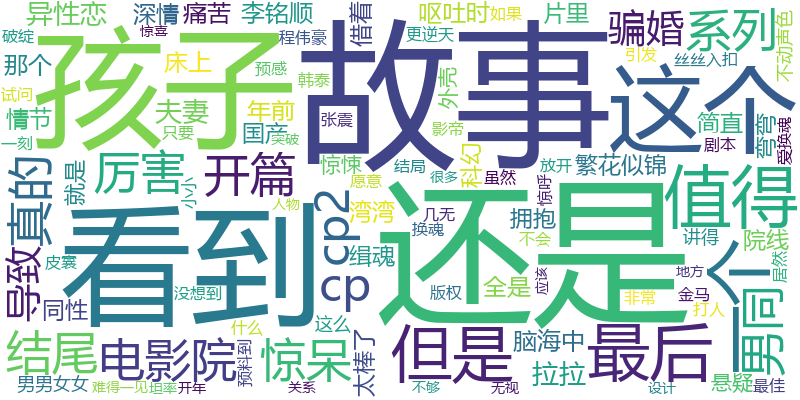 异性恋
深情
痛苦
李铭顺
借着
呕吐时
如果
片里
骗婚
系列
惊喜
程伟豪
更逆天
引发
丝丝入扣
不动声色
破绽
那个
孩子
床上
预感
韩泰
外壳
故事
这个
试问
夫妻
年前
张震
影帝
简直
弯弯
爱换魂
情节
只要
国产
突破
剧本
一刻
真的
就是
厉害
开篇
惊悚
结局
很多
科幻
虽然
放开
繁花似锦
小小
愿意
人物
cp2
湾湾
几无
惊呼
值得
导致
看到
还是
拥抱
讲得
一个
院线
居然
皮囊
cp
缉魂
换魂
不会
男同
同性
没想到
版权
全是
应该
非常
金马
地方
打人
什么
这么
结尾
电影院
惊呆
预料到
太棒了
但是
最后
脑海中
拉拉
悬疑
男男女女
难得一见
坦率
开年
关系
不够
无视
设计
最佳